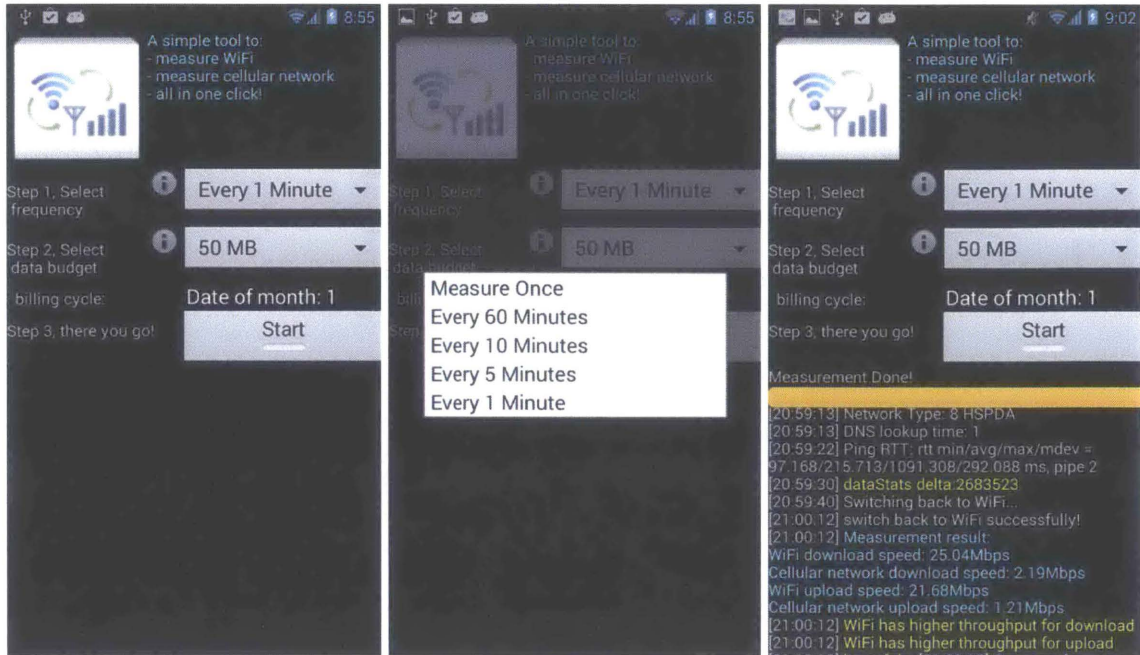 8:55
A simple tool to:
- measure WiFi
- measure cellular network
- all in one click!
Step 1, Select
frequency
Every 1 Minute
Step 2, Select
data budget
50 MB
billing cycle:
Date of month: 1
Step 3, there you go!
Start
8:55
A simple tool to:
- measure WiFi
- measure cellular network
- all in one click!
Step 1, Select
frequency
Every 1 Minute
Step 2, Select
data budget
50 MB
Measure Once
Every 60 Minutes
Every 10 Minutes
Every 5 Minutes
Every 1 Minute
9:02
A simple tool to:
- measure WiFi
- measure cellular network
- all in one click!
Step 1, Select
frequency
Every 1 Minute
Step 2, Select
data budget
50 MB
billing cycle:
Date of month: 1
Step 3, there you go!
Start
Measurement Done!
[20:59:13] Network Type: 8 HSPDA
[20:59:13] DNS lookup time: 1
[20:59:22] Ping RTT: rtt min/avg/max/mdev =
97.168/215.713/1091.308/292.088 ms, pipe 2
[20:59:30] dataStats delta:2683523
[20:59:40] Switching back to WiFi...
[21:00:12] switch back to WiFi successfully!
[21:00:12] Measurement result:
WiFi download speed: 25.04Mbps
Cellular network download speed: 2.19Mbps
WiFi upload speed: 21.68Mbps
Cellular network upload speed: 1.21Mbps
[21:00:12] WiFi has higher throughput for download
[21:00:12] WiFi has higher throughput for upload